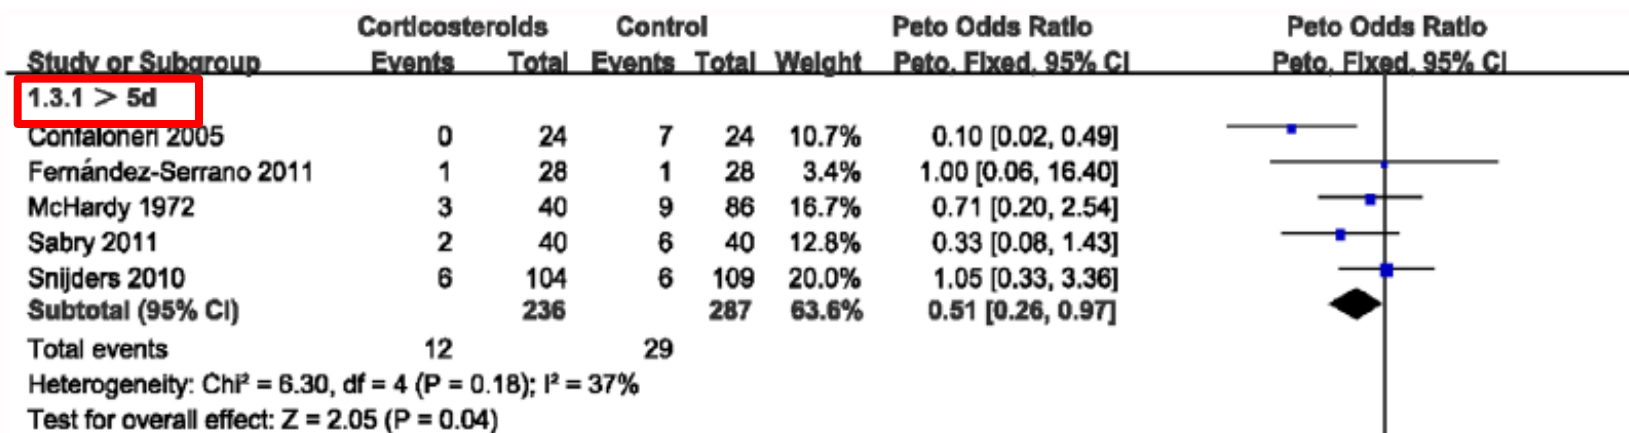 Corticosteroids Control Peto Odds Ratio Peto Odds Ratio
Study or Subgroup Events Total Events Total Weight Peto, Fixed, 95% CI Peto, Fixed, 95% CI
1.3.1 > 5d
Confaloneri 2005 0 24 7 24 10.7% 0.10 [0.02, 0.49]
Fernández-Serrano 2011 1 28 1 28 3.4% 1.00 [0.06, 16.40]
McHardy 1972 3 40 9 86 16.7% 0.71 [0.20, 2.54]
Sabry 2011 2 40 6 40 12.8% 0.33 [0.08, 1.43]
Snijders 2010 6 104 6 109 20.0% 1.05 [0.33, 3.36]
Subtotal (95% CI) 236 287 63.6% 0.51 [0.26, 0.97]
Total events 12 29
Heterogeneity: Chi² = 6.30, df = 4 (P = 0.18); I² = 37%
Test for overall effect: Z = 2.05 (P = 0.04)